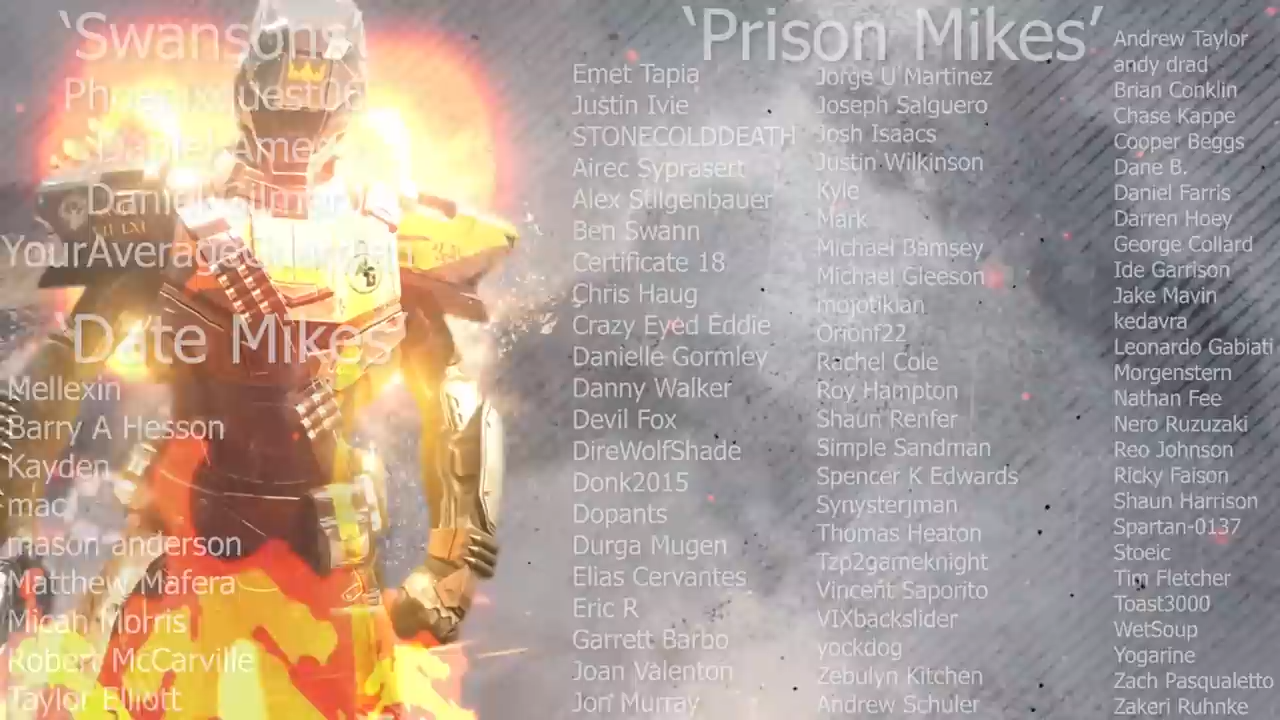 ‘Swansons’
Daniel
YourAverage
‘Date Mikes’
Mellexin
Barry A Hesson
Kayden
mac
mason anderson
Matthew Mafera
Micah Morris
Robert McCarville
Taylor Elliott
‘Prison Mikes’
Emet Tapia
Justin Ivie
STONECOLDDEATH
Airec Syprasert
Alex Stilgenbauer
Ben Swann
Certificate 18
Chris Haug
Crazy Eyed Eddie
Danielle Gormley
Danny Walker
Devil Fox
DireWolfShade
Donk2015
Dopants
Durga Mugen
Elias Cervantes
Eric R
Garrett Barbo
Joan Valenton
Jon Murray
Jorge U Martinez
Joseph Salguero
Josh Isaacs
Justin Wilkinson
Kyle
Mark
Michael Bamsey
Michael Gleeson
mojotikian
Orionf22
Rachel Cole
Roy Hampton
Shaun Renfer
Simple Sandman
Spencer K Edwards
Synysterjman
Thomas Heaton
Tzp2gameknight
Vincent Saporito
VIXbackslider
yockdog
Zebulyn Kitchen
Andrew Schuler
Andrew Taylor
andy drad
Brian Conklin
Chase Kappe
Cooper Beggs
Dane B.
Daniel Farris
Darren Hoey
George Collard
Ide Garrison
Jake Mavin
kedavra
Leonardo Gabiati
Morgenstern
Nathan Fee
Nero Ruzuzaki
Reo Johnson
Ricky Faison
Shaun Harrison
Spartan-0137
Stoeic
Tim Fletcher
Toast3000
WetSoup
Yogarine
Zach Pasqualetto
Zakeri Ruhnke